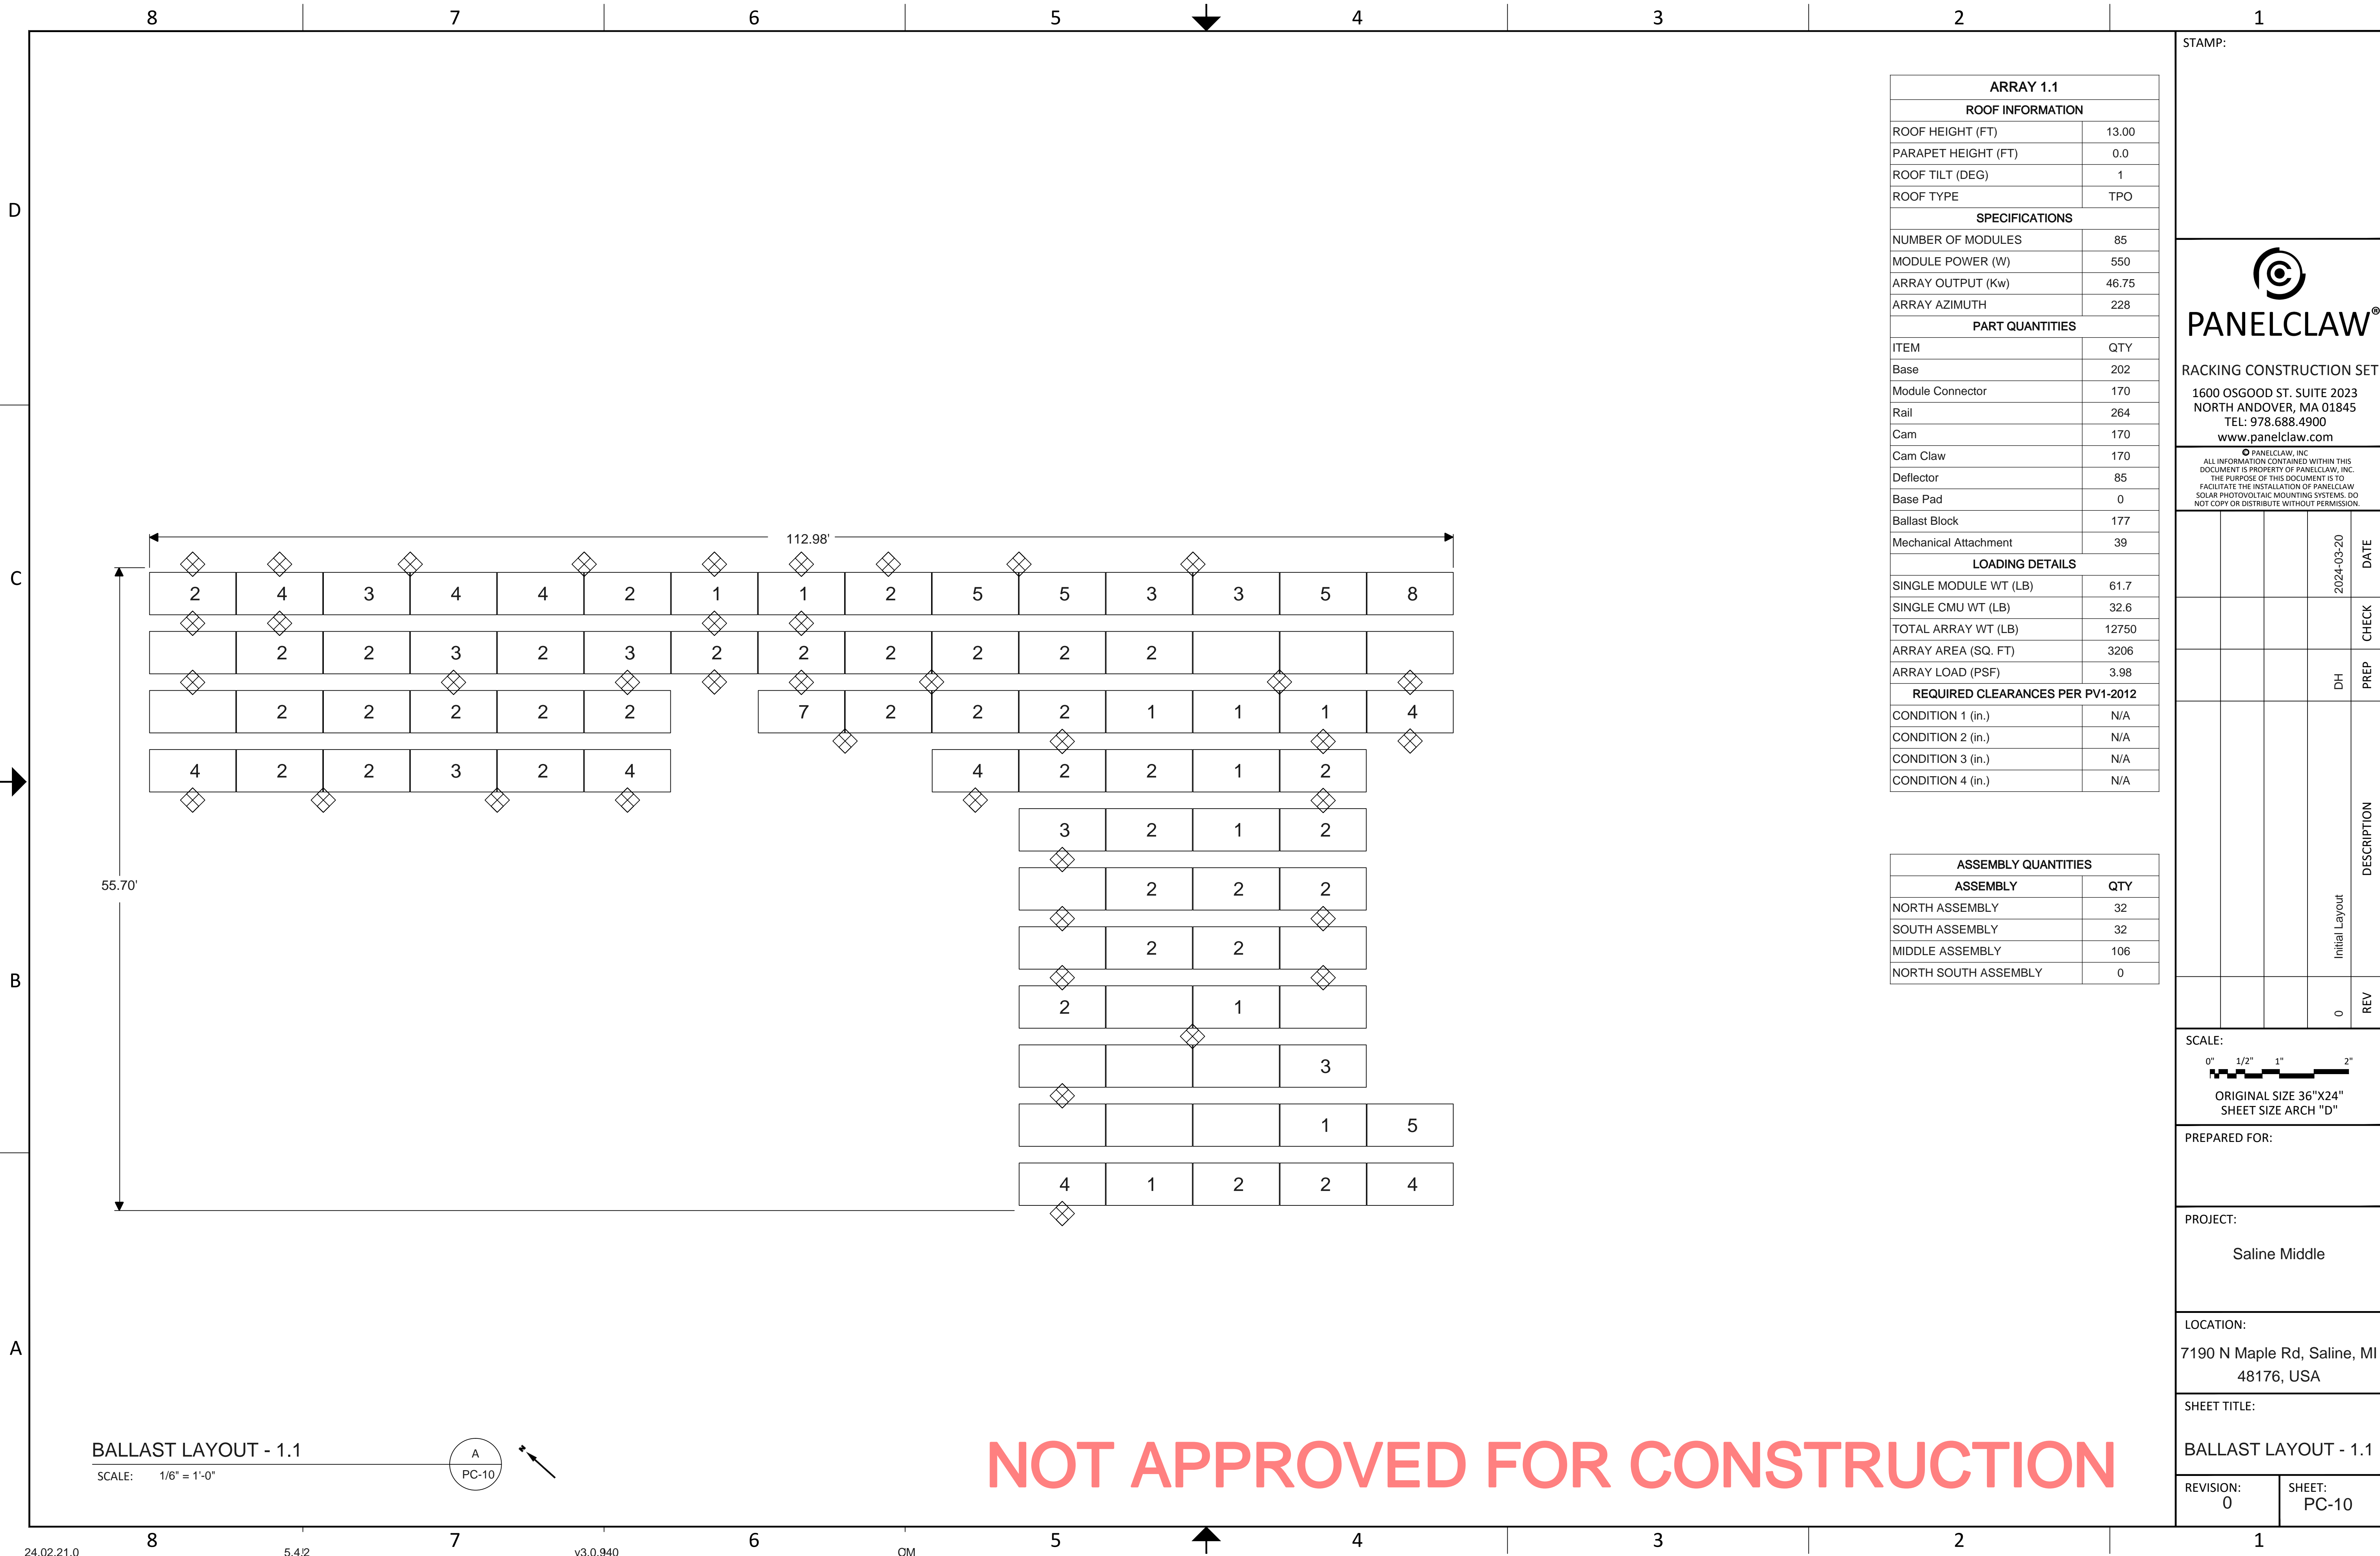 8 7 6 5 4 3 2 1
D
C
B
A
STAMP:
ARRAY 1.1
ROOF INFORMATION
ROOF HEIGHT (FT) 13.00
PARAPET HEIGHT (FT) 0.0
ROOF TILT (DEG) 1
ROOF TYPE TPO
SPECIFICATIONS
NUMBER OF MODULES 85
MODULE POWER (W) 550
ARRAY OUTPUT (Kw) 46.75
ARRAY AZIMUTH 228
PART QUANTITIES
ITEM QTY
Base 202
Module Connector 170
Rail 264
Cam 170
Cam Claw 170
Deflector 85
Base Pad 0
Ballast Block 177
Mechanical Attachment 39
LOADING DETAILS
SINGLE MODULE WT (LB) 61.7
SINGLE CMU WT (LB) 32.6
TOTAL ARRAY WT (LB) 12750
ARRAY AREA (SQ. FT) 3206
ARRAY LOAD (PSF) 3.98
REQUIRED CLEARANCES PER PV1-2012
CONDITION 1 (in.) N/A
CONDITION 2 (in.) N/A
CONDITION 3 (in.) N/A
CONDITION 4 (in.) N/A
ASSEMBLY QUANTITIES
ASSEMBLY QTY
NORTH ASSEMBLY 32
SOUTH ASSEMBLY 32
MIDDLE ASSEMBLY 106
NORTH SOUTH ASSEMBLY 0
112.98'
2 4 3 4 4 2 1 1 2 5 5 3 3 5 8
2 2 3 2 3 2 2 2 2 2 2
2 2 2 2 2 7 2 2 2 1 1 1 4
4 2 2 3 2 4 4 2 2 1 2
3 2 1 2
55.70'
2 2 2
2 2
2 1
3
1 5
4 1 2 2 4
BALLAST LAYOUT - 1.1
SCALE: 1/6" = 1'-0"
A
PC-10
N
NOT APPROVED FOR CONSTRUCTION
PANELCLAW®
RACKING CONSTRUCTION SET
1600 OSGOOD ST. SUITE 2023
NORTH ANDOVER, MA 01845
TEL: 978.688.4900
www.panelclaw.com
© PANELCLAW, INC
ALL INFORMATION CONTAINED WITHIN THIS
DOCUMENT IS PROPERTY OF PANELCLAW, INC.
THE PURPOSE OF THIS DOCUMENT IS TO
FACILITATE THE INSTALLATION OF PANELCLAW
SOLAR PHOTOVOLTAIC MOUNTING SYSTEMS. DO
NOT COPY OR DISTRIBUTE WITHOUT PERMISSION.
REV DESCRIPTION PREP CHECK DATE
0 Initial Layout DH 2024-03-20
SCALE:
0" 1/2" 1" 2"
ORIGINAL SIZE 36"X24"
SHEET SIZE ARCH "D"
PREPARED FOR:
PROJECT:
Saline Middle
LOCATION:
7190 N Maple Rd, Saline, MI
48176, USA
SHEET TITLE:
BALLAST LAYOUT - 1.1
REVISION:
0
SHEET:
PC-10
8 7 6 5 4 3 2 1
24.02.21.0 5.4/2 v3.0.940